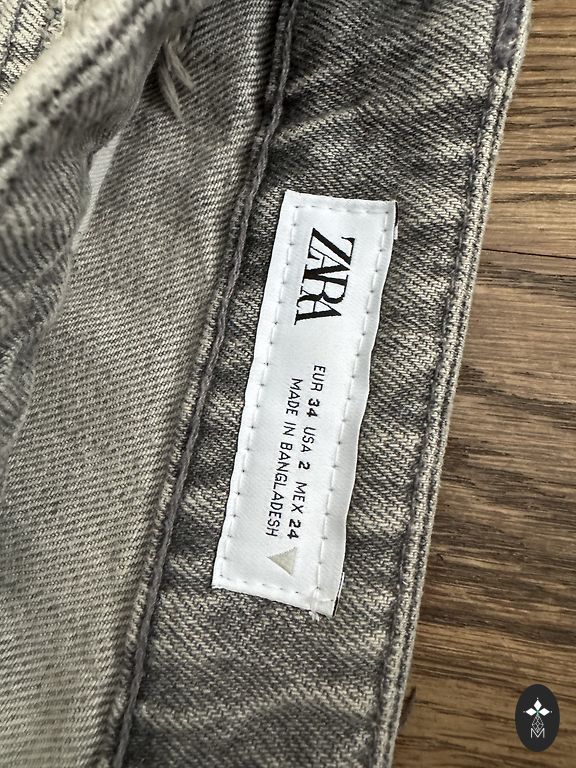 ZARA
EUR 34 USA 2 MEX 24
MADE IN BANGLADESH
M